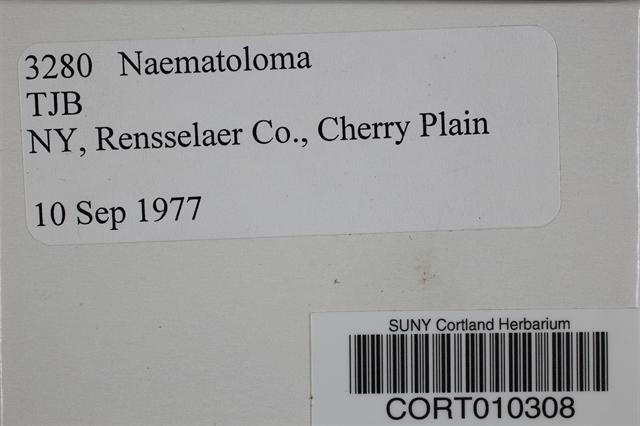 3280 Naematoloma
TJB
NY, Rensselaer Co., Cherry Plain
10 Sep 1977
SUNY Cortland Herbarium
CORT010308